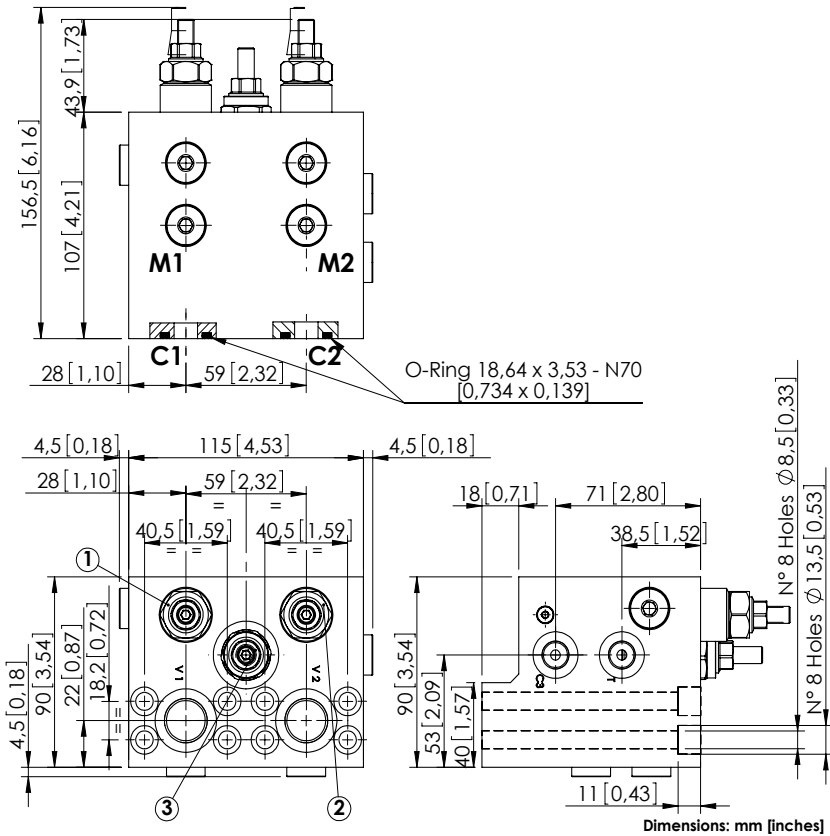 156,5 [6,16]
43,9 [1,73]
107 [4,21]
M1 M2
C1 C2
28 [1,10] 59 [2,32]
O-Ring 18,64 x 3,53 - N70
[0,734 x 0,139]
4,5 [0,18] 115 [4,53] 4,5 [0,18]
28 [1,10] 59 [2,32]
= =
40,5 [1,59] 40,5 [1,59]
= = = =
1
V1 V2
90 [3,54]
22 [0,87]
18,2 [0,72]
4,5 [0,18]
=
=
3 2
18 [0,71] 71 [2,80]
38,5 [1,52]
N° 8 Holes Ø 8,5 [0,33]
N° 8 Holes Ø 13,5 [0,53]
C3 T
90 [3,54]
53 [2,09]
40 [1,57]
11 [0,43]
Dimensions: mm [inches]